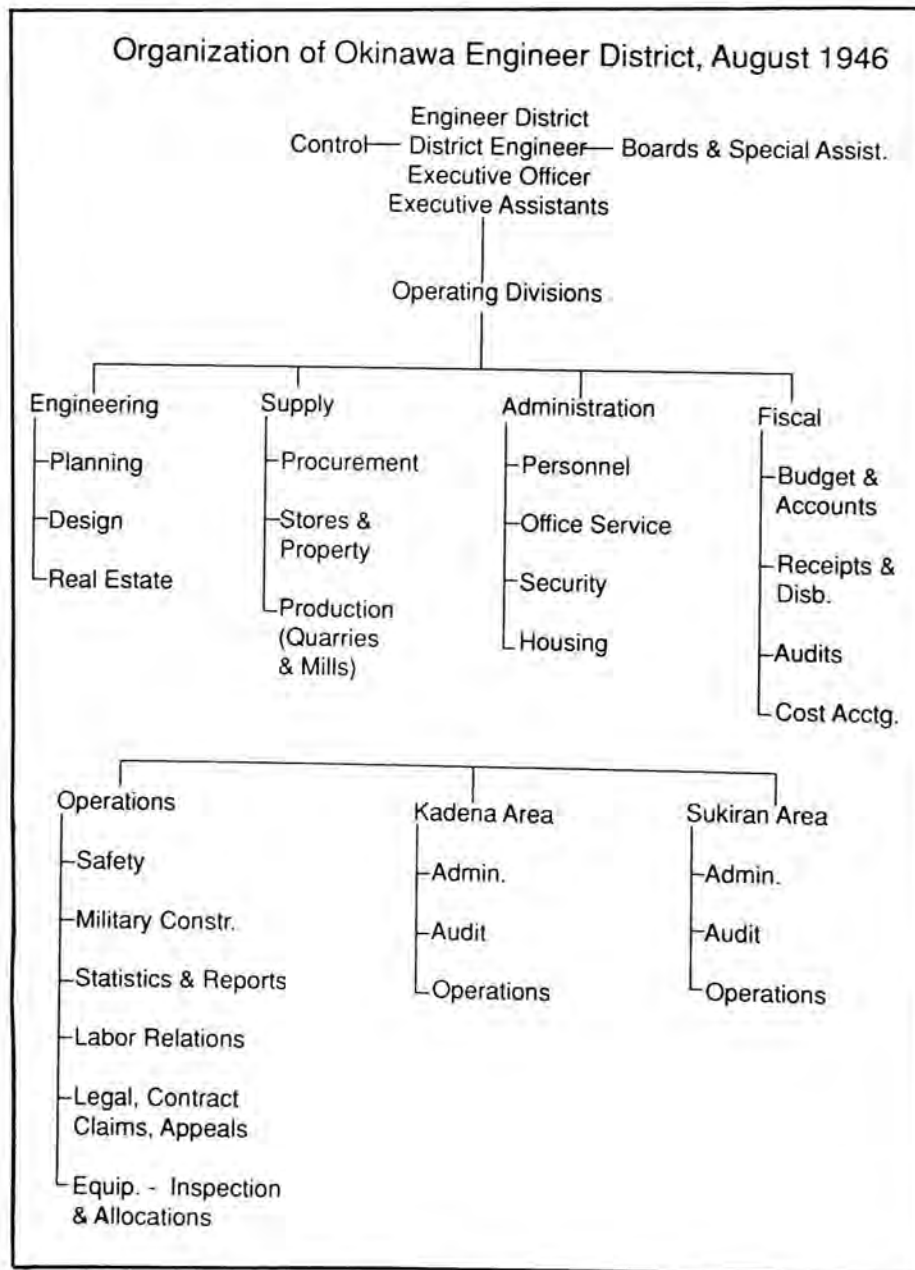 Organization of Okinawa Engineer District, August 1946
Engineer District
Control — District Engineer — Boards & Special Assist.
Executive Officer
Executive Assistants
Operating Divisions
Engineering
Planning
Design
Real Estate
Supply
Procurement
Stores &
Property
Production
(Quarries
& Mills)
Administration
Personnel
Office Service
Security
Housing
Fiscal
Budget &
Accounts
Receipts &
Disb.
Audits
Cost Acctg.
Operations
Safety
Military Constr.
Statistics & Reports
Labor Relations
Legal, Contract
Claims, Appeals
Equip. - Inspection
& Allocations
Kadena Area
Admin.
Audit
Operations
Sukiran Area
Admin.
Audit
Operations